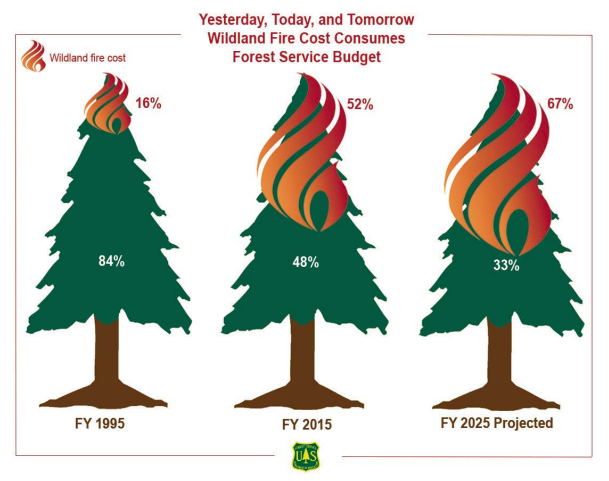 Yesterday, Today, and Tomorrow
Wildland Fire Cost Consumes
Forest Service Budget
Wildland fire cost
16%
52%
67%
84%
48%
33%
FY 1995
FY 2015
FY 2025 Projected
U S